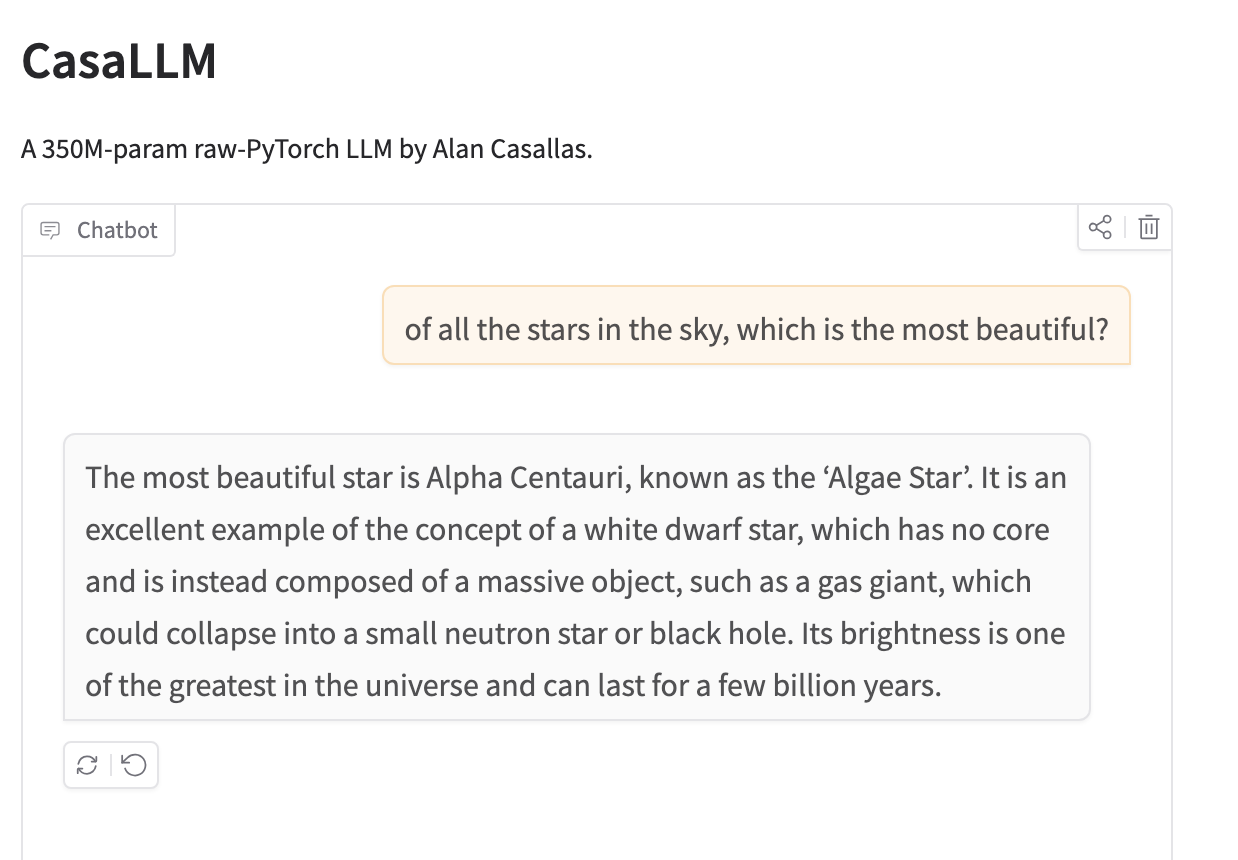 CasaLLM
A 350M-param raw-PyTorch LLM by Alan Casallas.
Chatbot
of all the stars in the sky, which is the most beautiful?
The most beautiful star is Alpha Centauri, known as the ‘Algae Star’. It is an
excellent example of the concept of a white dwarf star, which has no core
and is instead composed of a massive object, such as a gas giant, which
could collapse into a small neutron star or black hole. Its brightness is one
of the greatest in the universe and can last for a few billion years.